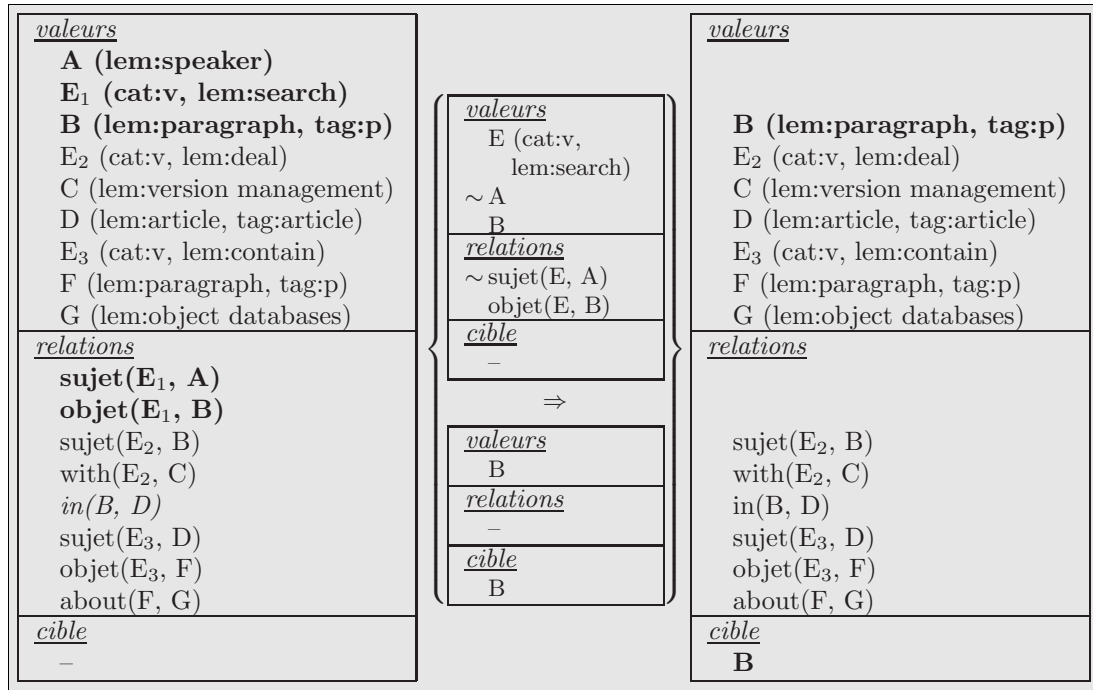 valeurs
A (lem:speaker)
E₁ (cat:v, lem:search)
B (lem:paragraph, tag:p)
E₂ (cat:v, lem:deal)
C (lem:version management)
D (lem:article, tag:article)
E₃ (cat:v, lem:contain)
F (lem:paragraph, tag:p)
G (lem:object databases)
relations
sujet(E₁, A)
objet(E₁, B)
sujet(E₂, B)
with(E₂, C)
in(B, D)
sujet(E₃, D)
objet(E₃, F)
about(F, G)
cible
–
valeurs
E (cat:v,
lem:search)
∼ A
B
relations
∼ sujet(E, A)
objet(E, B)
cible
–
⇒
valeurs
B
relations
–
cible
B
valeurs
B (lem:paragraph, tag:p)
E₂ (cat:v, lem:deal)
C (lem:version management)
D (lem:article, tag:article)
E₃ (cat:v, lem:contain)
F (lem:paragraph, tag:p)
G (lem:object databases)
relations
sujet(E₂, B)
with(E₂, C)
in(B, D)
sujet(E₃, D)
objet(E₃, F)
about(F, G)
cible
B